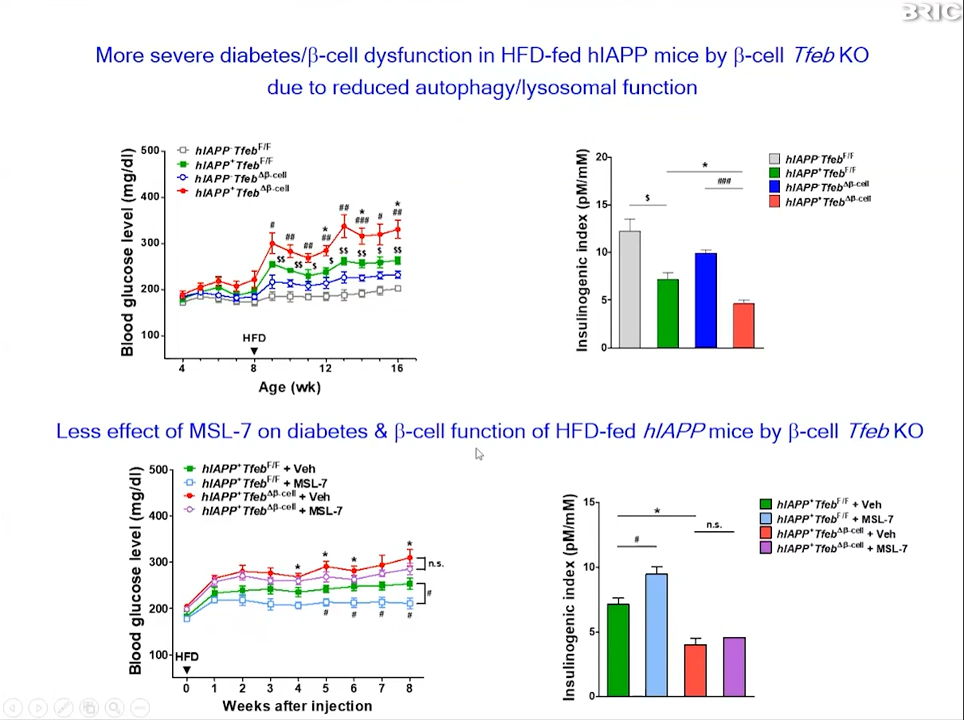 BRIC
More severe diabetes/β-cell dysfunction in HFD-fed hIAPP mice by β-cell Tfeb KO
due to reduced autophagy/lysosomal function
Blood glucose level (mg/dl)
500
400
300
200
100
hIAPP⁻Tfeb^F/F
hIAPP⁺Tfeb^F/F
hIAPP⁻Tfeb^Δβ-cell
hIAPP⁺Tfeb^Δβ-cell
# ## ## * ## ## * ### # * ##
$$ $$ $ $ $$ $$ $ $$
HFD
4 8 12 16
Age (wk)
Insulinogenic index (pM/mM)
20
15
10
5
0
* ### $
hIAPP⁻Tfeb^F/F
hIAPP⁺Tfeb^F/F
hIAPP⁻Tfeb^Δβ-cell
hIAPP⁺Tfeb^Δβ-cell
Less effect of MSL-7 on diabetes & β-cell function of HFD-fed hIAPP mice by β-cell Tfeb KO
Blood glucose level (mg/dl)
500
400
300
200
100
hIAPP⁺Tfeb^F/F + Veh
hIAPP⁺Tfeb^F/F + MSL-7
hIAPP⁺Tfeb^Δβ-cell + Veh
hIAPP⁺Tfeb^Δβ-cell + MSL-7
* * * *
n.s.
#
# # # #
HFD
0 1 2 3 4 5 6 7 8
Weeks after injection
Insulinogenic index (pM/mM)
15
10
5
0
* n.s. #
hIAPP⁺Tfeb^F/F + Veh
hIAPP⁺Tfeb^F/F + MSL-7
hIAPP⁺Tfeb^Δβ-cell + Veh
hIAPP⁺Tfeb^Δβ-cell + MSL-7